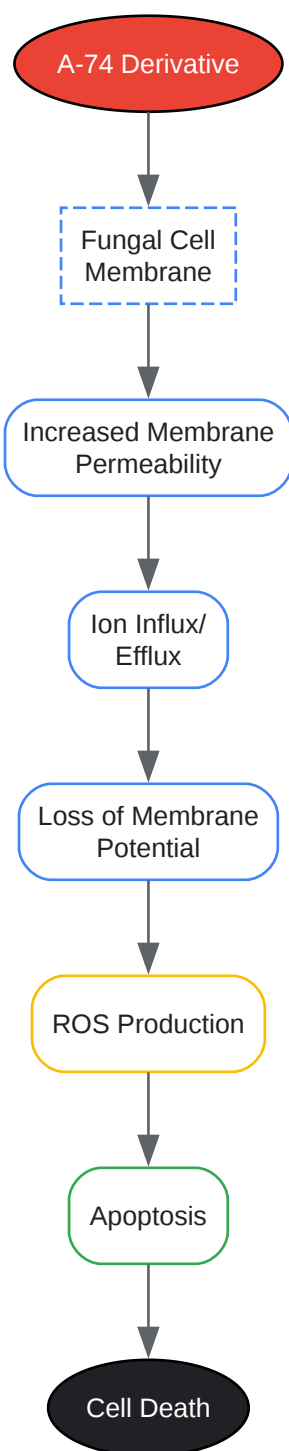 A-74 Derivative
Fungal Cell
Membrane
Increased Membrane
Permeability
Ion Influx/
Efflux
Loss of Membrane
Potential
ROS Production
Apoptosis
Cell Death